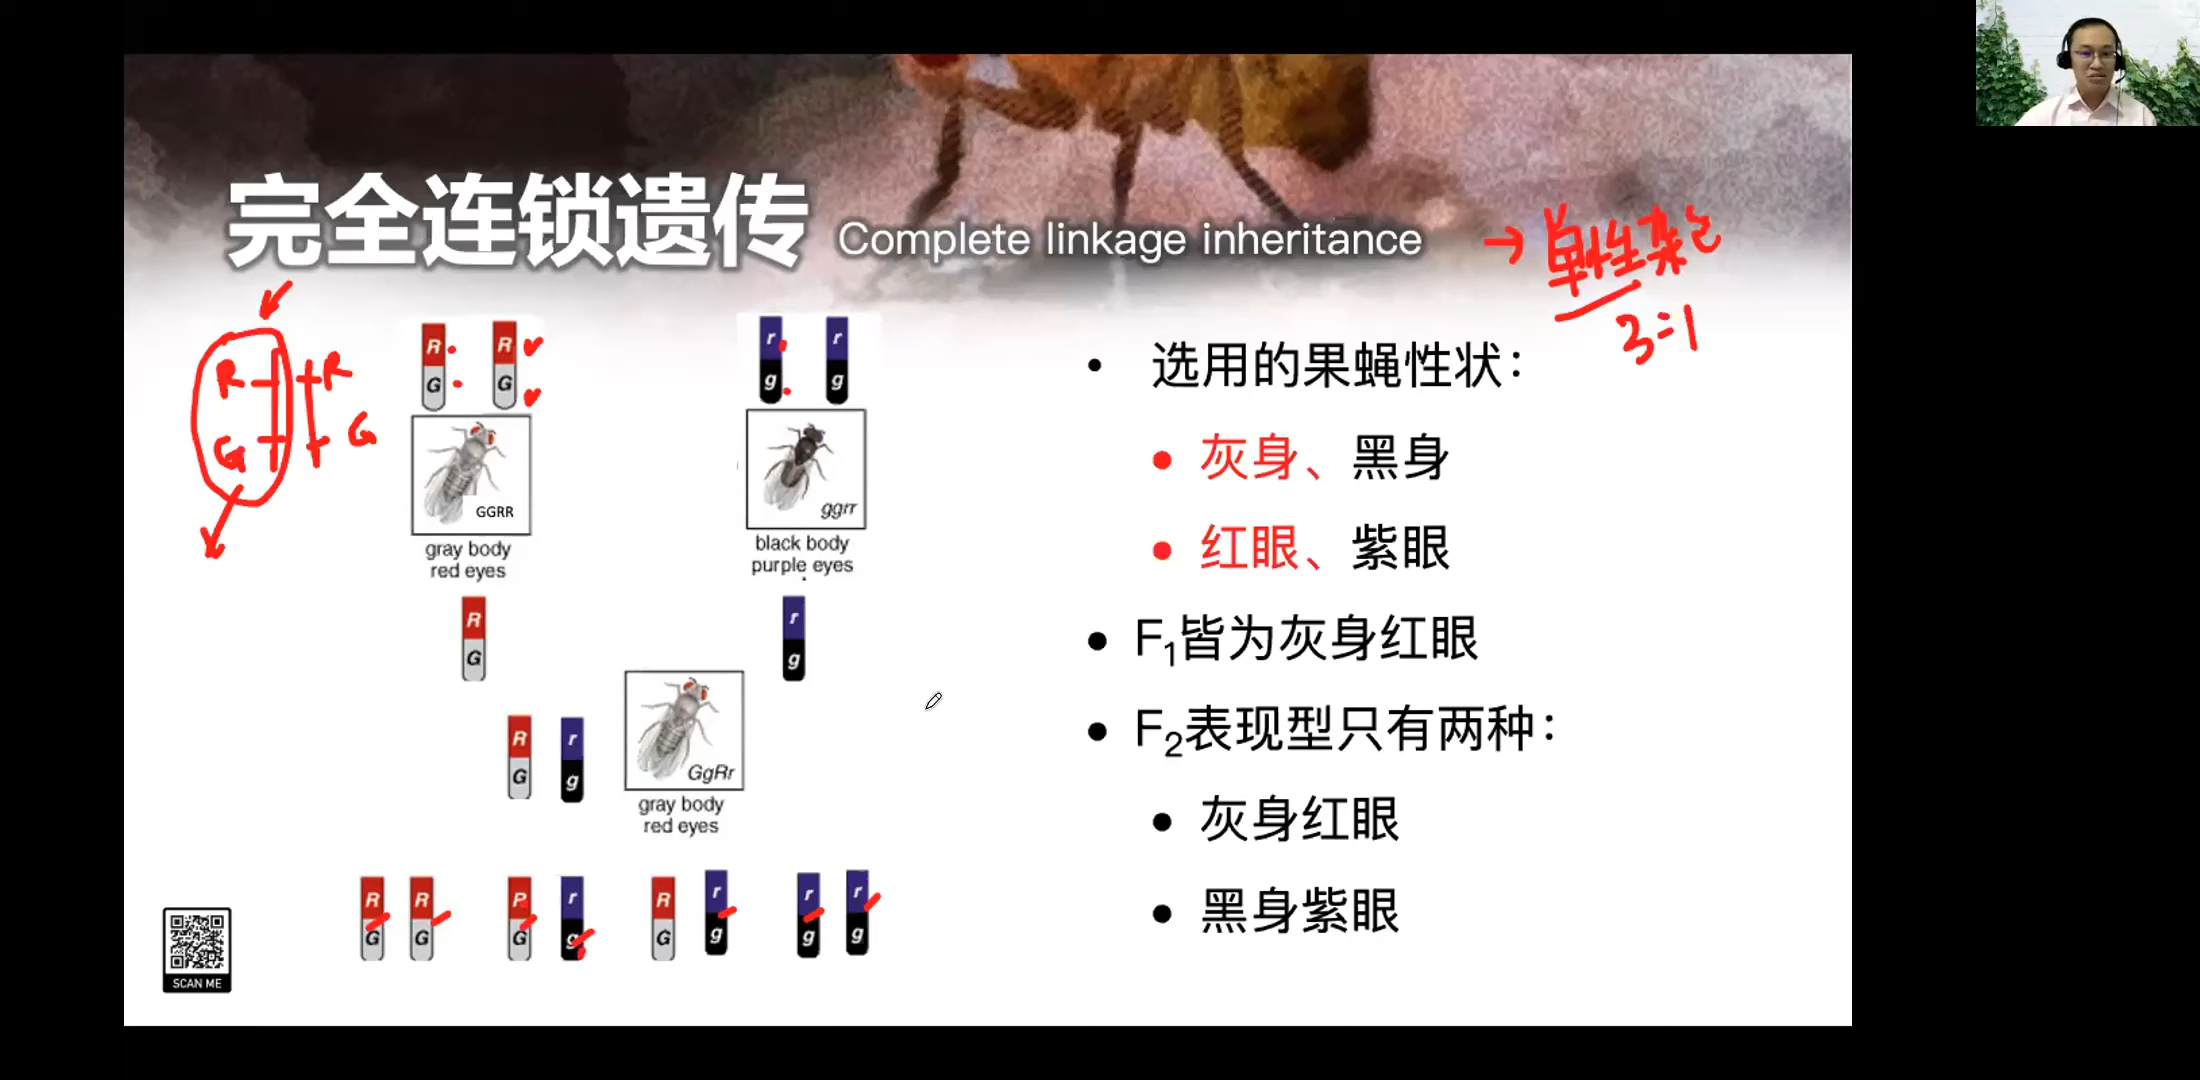 完全连锁遗传 Complete linkage inheritance
→ 单性杂交
3:1
R R
G G
R R r r
G G g g
GGRR
ggrr
gray body
red eyes
black body
purple eyes
R r
G g
R r
G g
GgRr
gray body
red eyes
R R R r R r r r
G G G g G g g g
SCAN ME
• 选用的果蝇性状：
• 灰身、黑身
• 红眼、紫眼
• F1皆为灰身红眼
• F2表现型只有两种：
• 灰身红眼
• 黑身紫眼